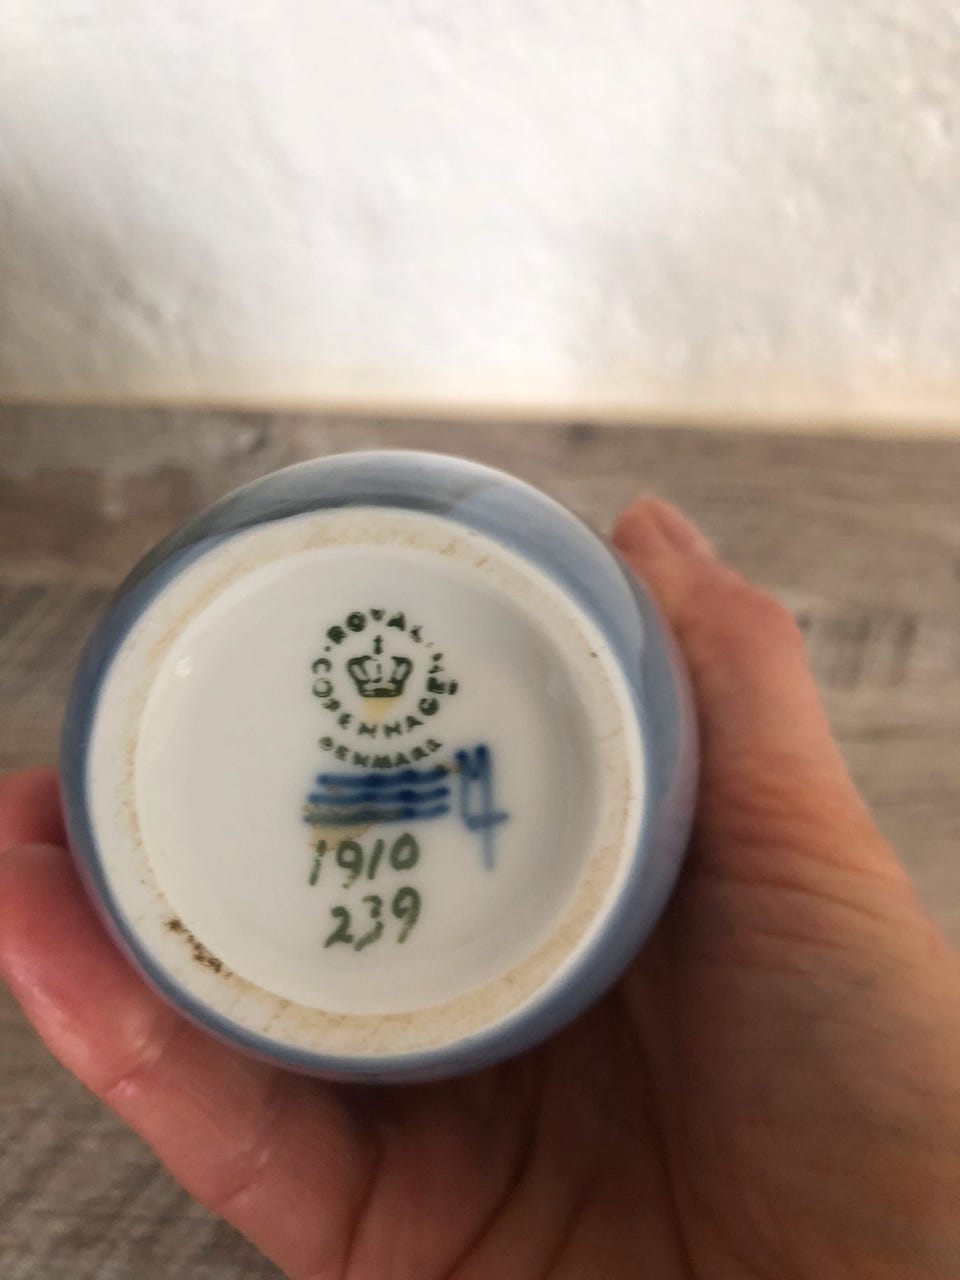 ROYAL
COPENHAGEN
DENMARK
1910
239